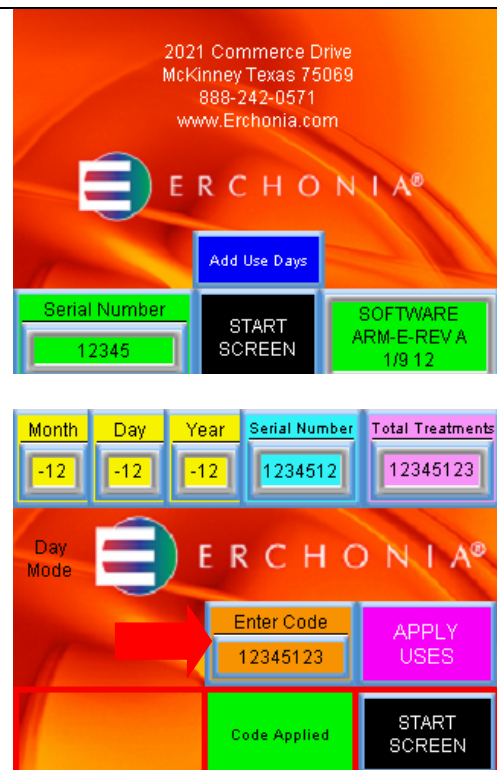 2021 Commerce Drive
McKinney Texas 75069
888-242-0571
www.Erchonia.com
ERCHONIA®
Add Use Days
Serial Number
12345
START
SCREEN
SOFTWARE
ARM-E-REV A
1/9 12
Month
-12
Day
-12
Year
-12
Serial Number
1234512
Total Treatments
12345123
Day
Mode
ERCHONIA®
Enter Code
12345123
APPLY
USES
Code Applied
START
SCREEN